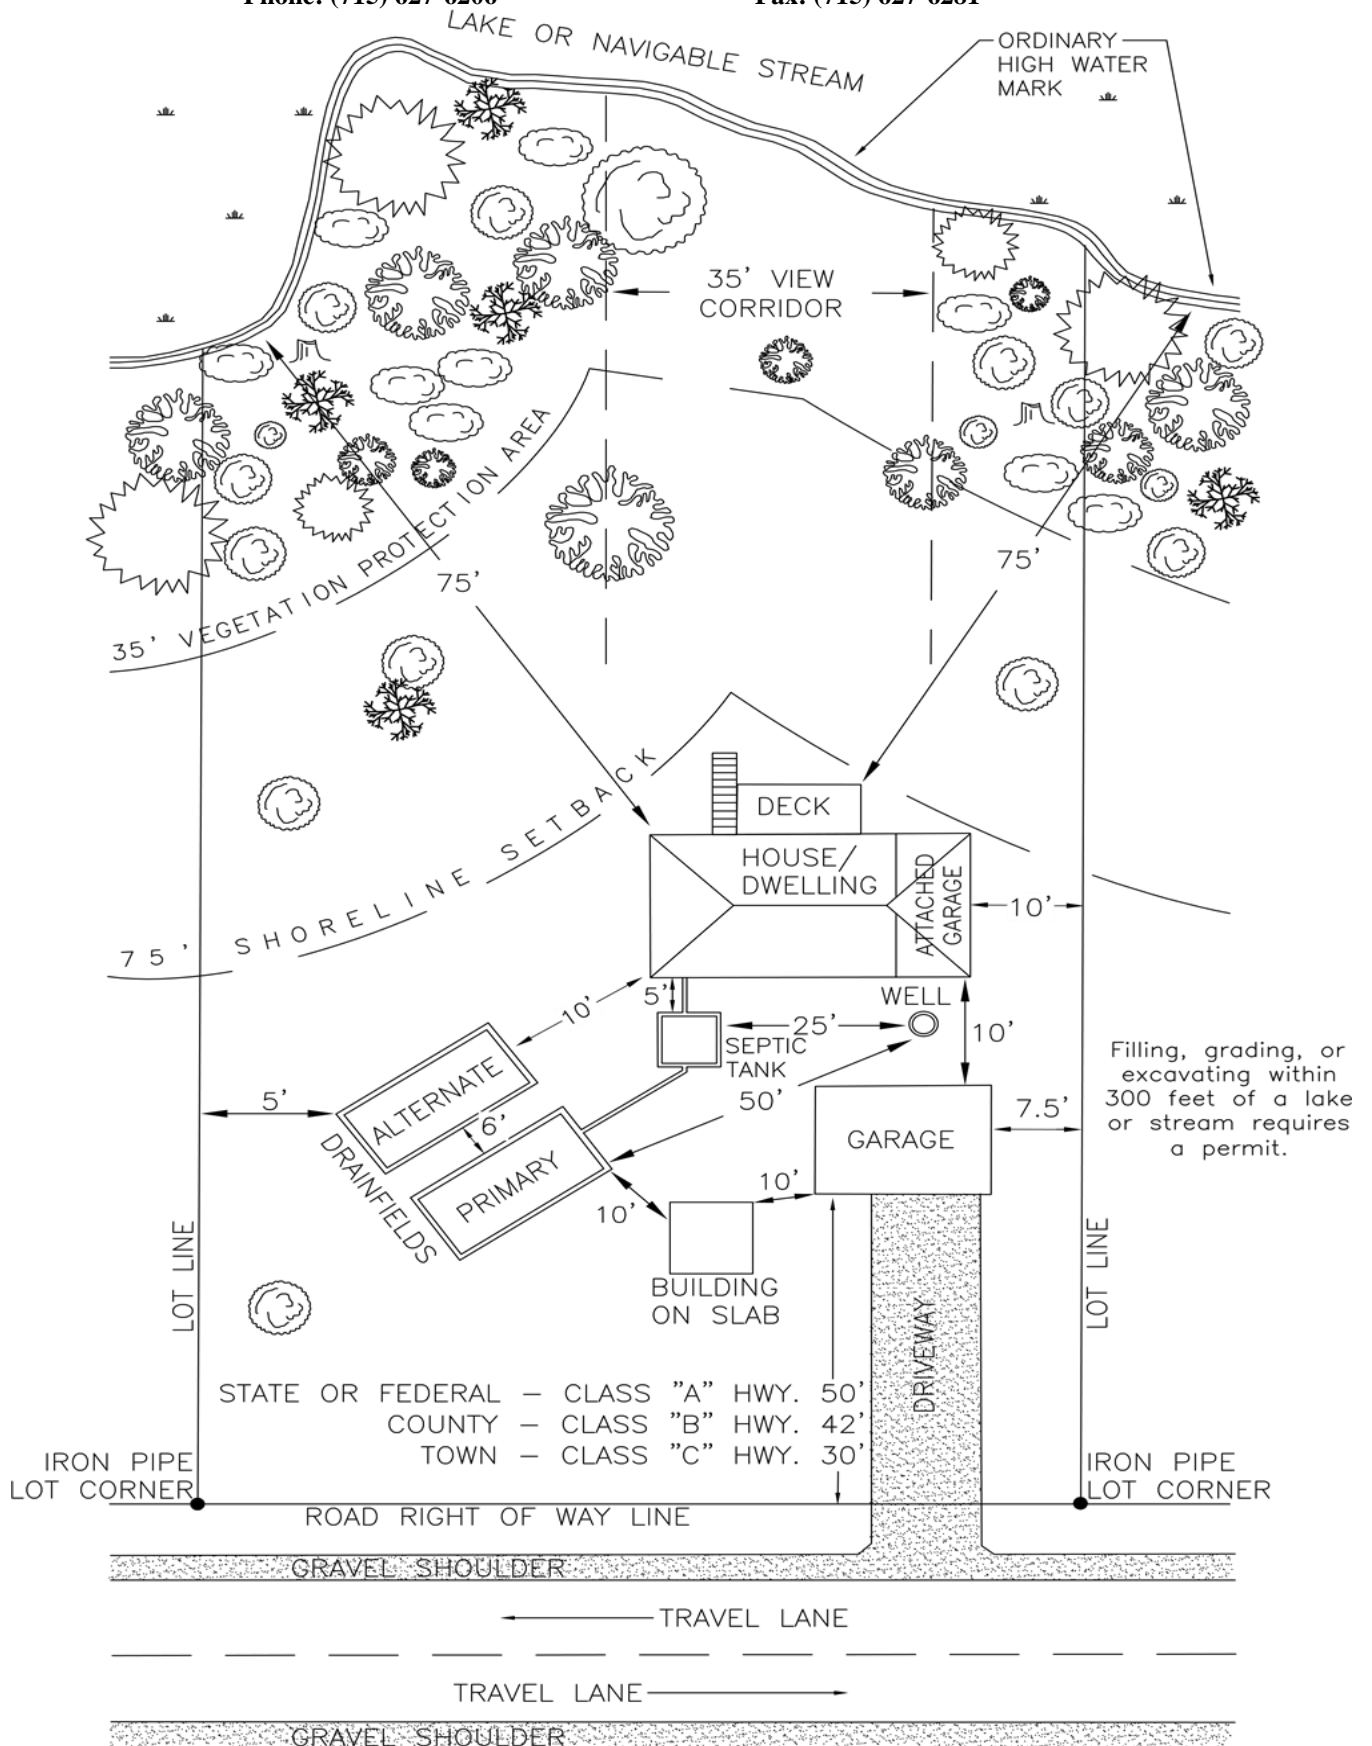 LAKE OR NAVIGABLE STREAM
ORDINARY
HIGH WATER
MARK
35' VIEW
CORRIDOR
35' VEGETATION PROTECTION AREA
75'
75'
75' SHORELINE SETBACK
DECK
HOUSE/
DWELLING
ATTACHED
GARAGE
10'
5'
WELL
10'
25'
10'
SEPTIC
TANK
Filling, grading, or
excavating within
300 feet of a lake
or stream requires
a permit.
5'
ALTERNATE
6'
50'
7.5'
GARAGE
DRAINFIELDS
PRIMARY
10'
10'
BUILDING
ON SLAB
LOT LINE
LOT LINE
DRIVEWAY
STATE OR FEDERAL – CLASS "A" HWY. 50'
COUNTY – CLASS "B" HWY. 42'
TOWN – CLASS "C" HWY. 30'
IRON PIPE
LOT CORNER
IRON PIPE
LOT CORNER
ROAD RIGHT OF WAY LINE
GRAVEL SHOULDER
TRAVEL LANE
TRAVEL LANE
GRAVEL SHOULDER